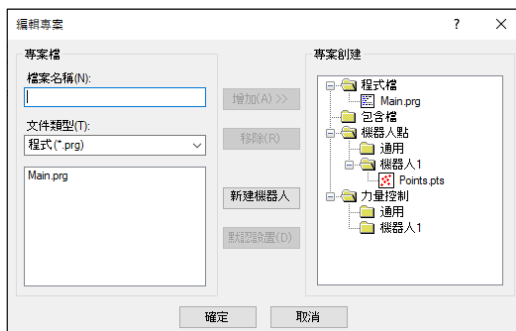 編輯專案
專案檔
檔案名稱(N):
文件類型(T):
程式 (*.prg)
Main.prg
增加(A) >>
移除(R)
新建機器人
默認設置(D)
專案創建
程式檔
Main.prg
包含檔
機器人點
通用
機器人1
Points.pts
力量控制
通用
機器人1
確定
取消